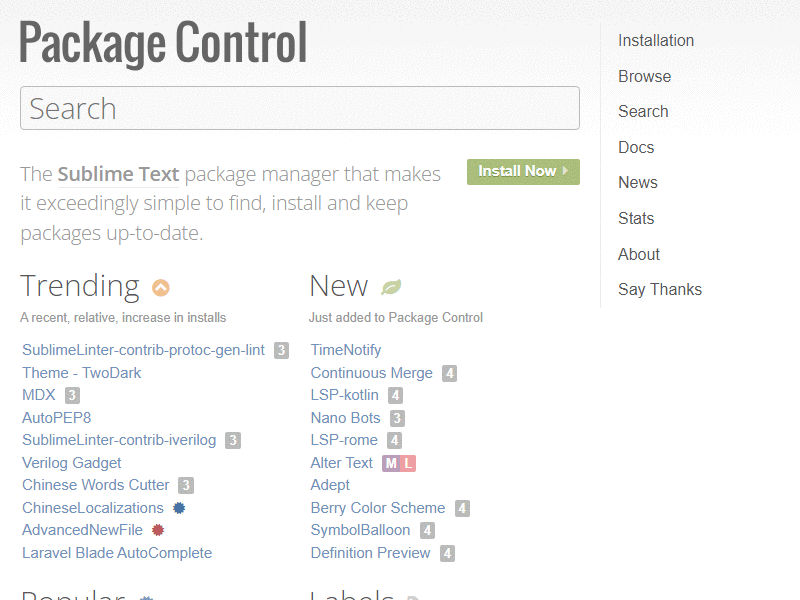 Package Control
Search
The Sublime Text package manager that makes
it exceedingly simple to find, install and keep
packages up-to-date.
Install Now
Trending
A recent, relative, increase in installs
SublimeLinter-contrib-protoc-gen-lint 3
Theme - TwoDark
MDX 3
AutoPEP8
SublimeLinter-contrib-iverilog 3
Verilog Gadget
Chinese Words Cutter 3
ChineseLocalizations
AdvancedNewFile
Laravel Blade AutoComplete
New
Just added to Package Control
TimeNotify
Continuous Merge 4
LSP-kotlin 4
Nano Bots 3
LSP-rome 4
Alter Text M L
Adept
Berry Color Scheme 4
SymbolBalloon 4
Definition Preview 4
Popular
Labels
Installation
Browse
Search
Docs
News
Stats
About
Say Thanks